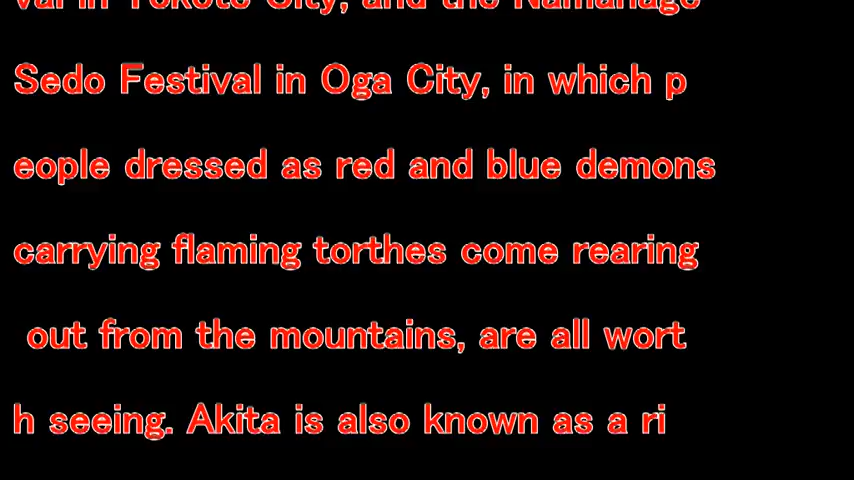 val in Yokote City, and the Namahage
Sedo Festival in Oga City, in which p
eople dressed as red and blue demons
carrying flaming torthes come rearing
out from the mountains, are all wort
h seeing. Akita is also known as a ri